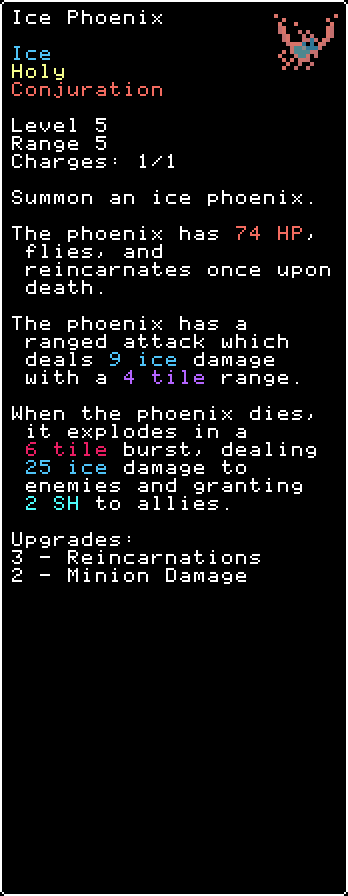 Ice Phoenix
Ice
Holy
Conjuration
Level 5
Range 5
Charges: 1/1
Summon an ice phoenix.
The phoenix has 74 HP,
flies, and
reincarnates once upon
death.
The phoenix has a
ranged attack which
deals 9 ice damage
with a 4 tile range.
When the phoenix dies,
it explodes in a
6 tile burst, dealing
25 ice damage to
enemies and granting
2 SH to allies.
Upgrades:
3 - Reincarnations
2 - Minion Damage